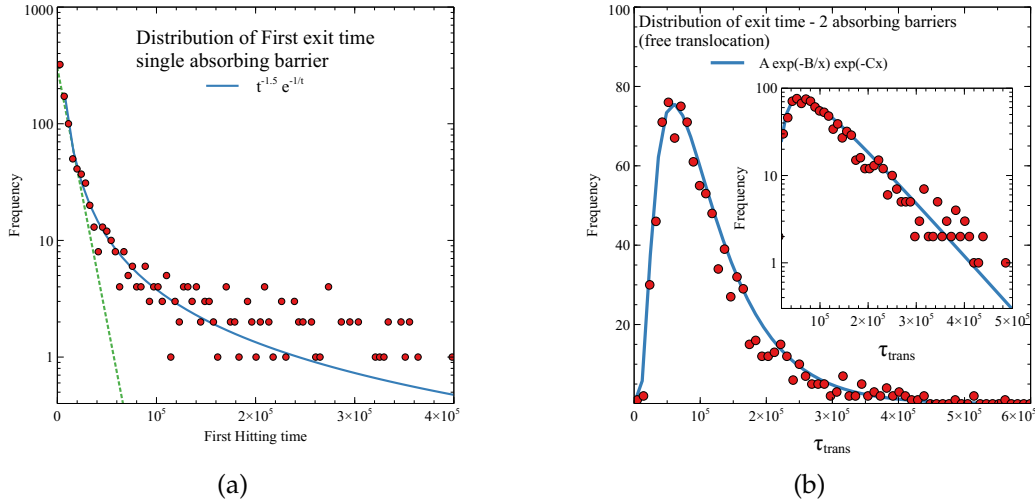 Distribution of First exit time
single absorbing barrier
t^-1.5 e^-1/t
Frequency
1000
100
10
1
0
10^5
2×10^5
3×10^5
4×10^5
First Hitting time
(a)
Distribution of exit time - 2 absorbing barriers
(free translocation)
A exp(-B/x) exp(-Cx)
Frequency
100
80
60
40
20
0
0
10^5
2×10^5
3×10^5
4×10^5
5×10^5
6×10^5
τ_trans
Frequency
100
10
1
10^5
2×10^5
3×10^5
4×10^5
5×10^5
τ_trans
(b)